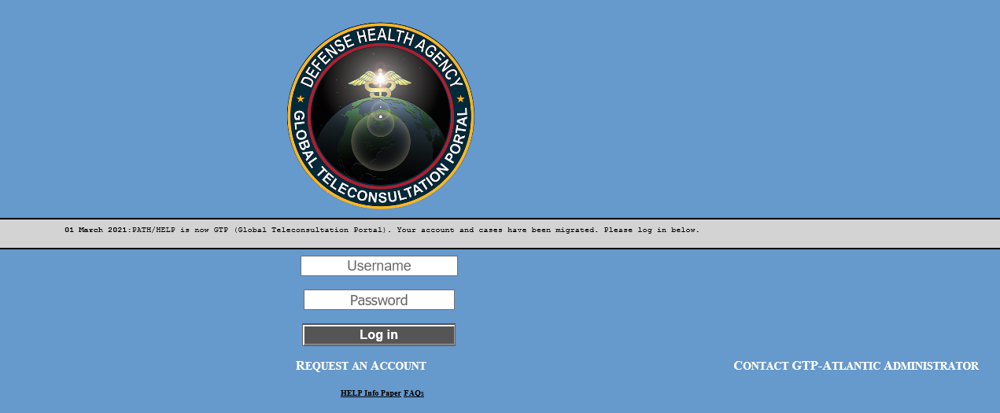 DEFENSE HEALTH AGENCY
GLOBAL TELECONSULTATION PORTAL
01 March 2021:PATH/HELP is now GTP (Global Teleconsultation Portal). Your account and cases have been migrated. Please log in below.
Username
Password
Log in
REQUEST AN ACCOUNT CONTACT GTP-ATLANTIC ADMINISTRATOR
HELP Info Paper FAQs